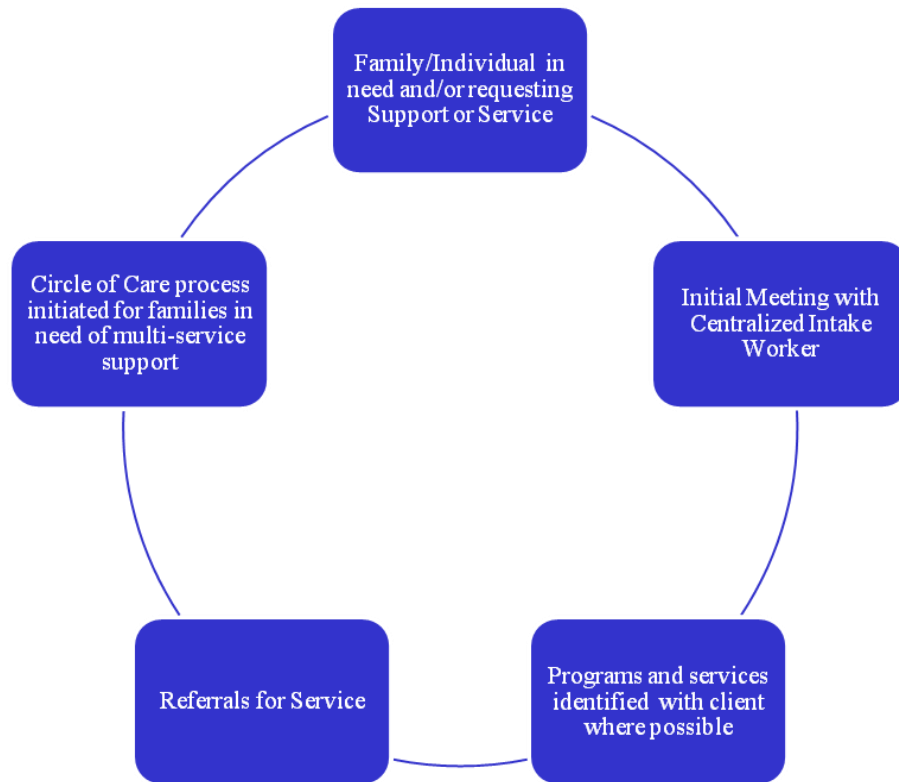 Family/Individual in
need and/or requesting
Support or Service
Initial Meeting with
Centralized Intake
Worker
Programs and services
identified with client
where possible
Referrals for Service
Circle of Care process
initiated for families in
need of multi-service
support